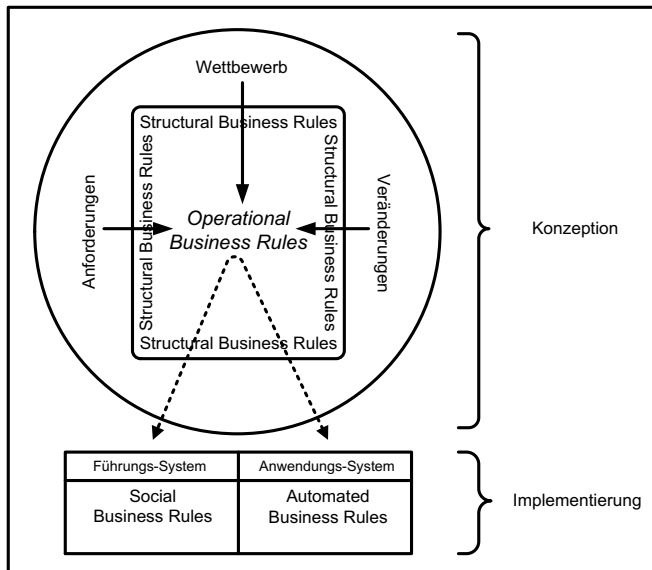 Wettbewerb
Structural Business Rules
Anforderungen
Structural Business Rules
Operational
Business Rules
Structural Business Rules
Veränderungen
Structural Business Rules
Konzeption
Führungs-System
Anwendungs-System
Social
Business Rules
Automated
Business Rules
Implementierung